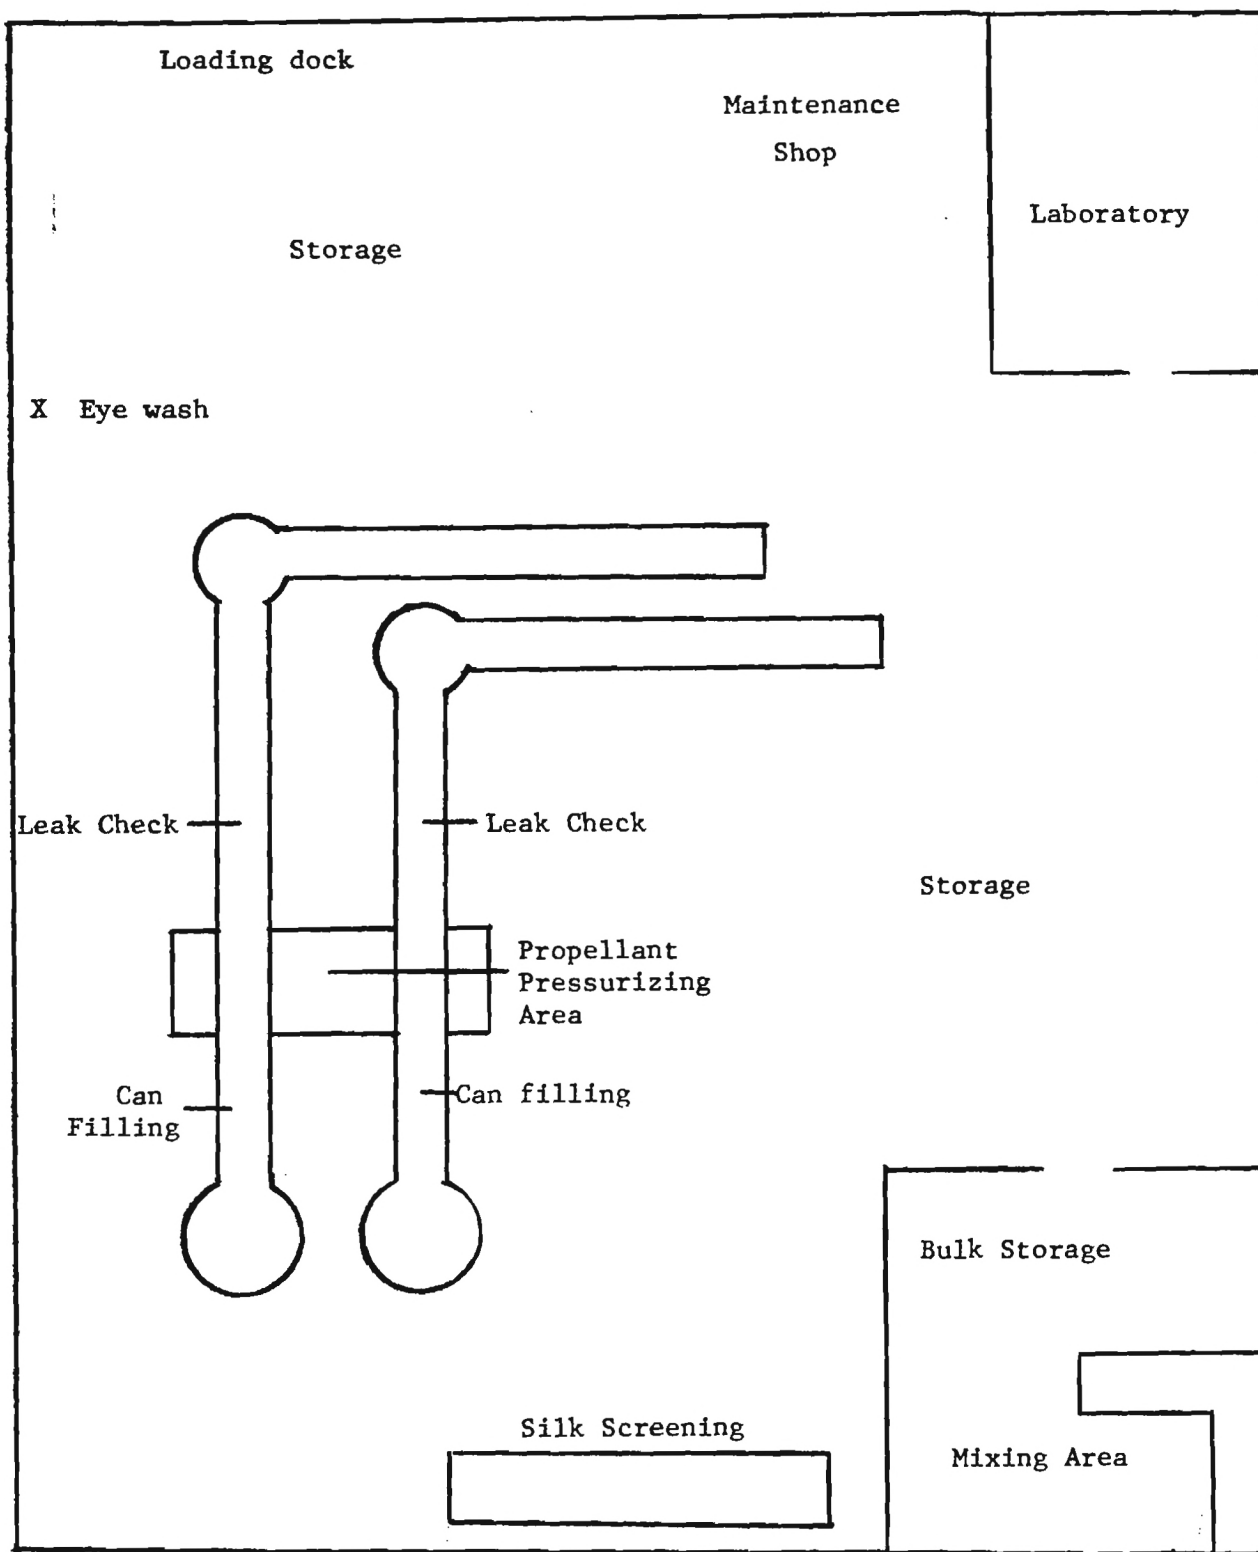 Loading dock
Maintenance
Shop
Laboratory
Storage
X Eye wash
Leak Check
Leak Check
Storage
Propellant
Pressurizing
Area
Can
Filling
Can filling
Bulk Storage
Silk Screening
Mixing Area